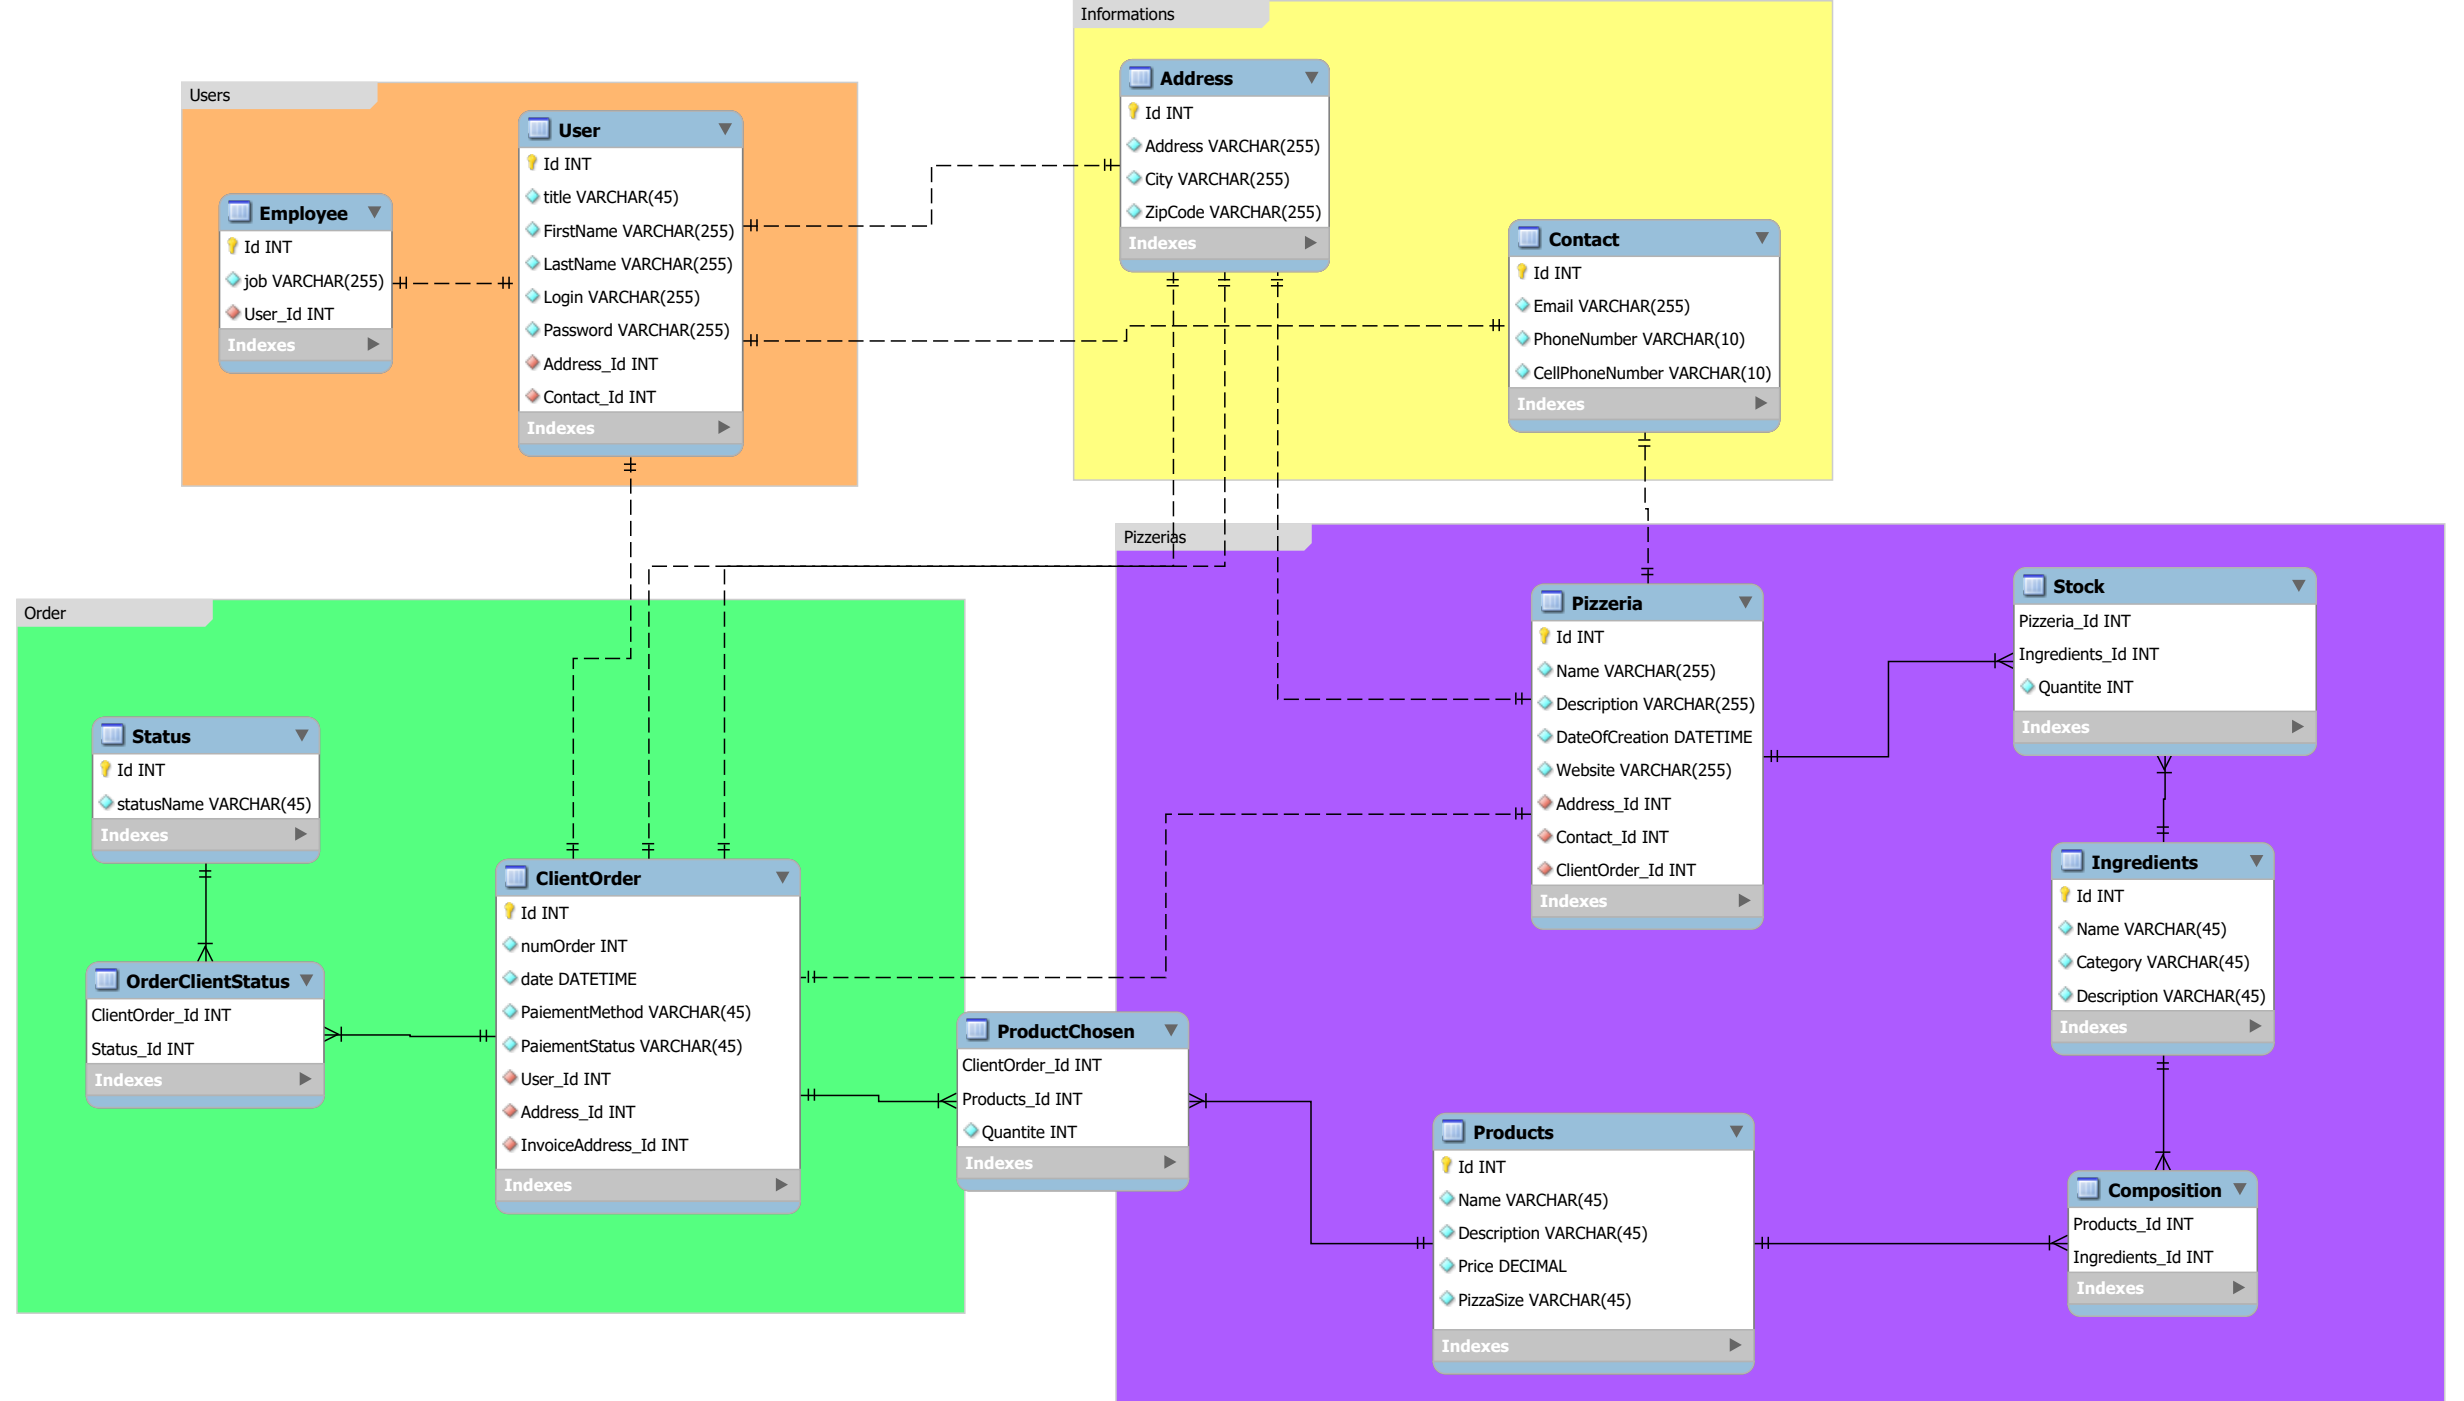 Informations
Address
Id INT
Address VARCHAR(255)
City VARCHAR(255)
ZipCode VARCHAR(255)
Indexes
Contact
Id INT
Email VARCHAR(255)
PhoneNumber VARCHAR(10)
CellPhoneNumber VARCHAR(10)
Indexes
Users
User
Id INT
title VARCHAR(45)
FirstName VARCHAR(255)
LastName VARCHAR(255)
Login VARCHAR(255)
Password VARCHAR(255)
Address_Id INT
Contact_Id INT
Indexes
Employee
Id INT
job VARCHAR(255)
User_Id INT
Indexes
Order
Status
Id INT
statusName VARCHAR(45)
Indexes
OrderClientStatus
ClientOrder_Id INT
Status_Id INT
Indexes
ClientOrder
Id INT
numOrder INT
date DATETIME
PaiementMethod VARCHAR(45)
PaiementStatus VARCHAR(45)
User_Id INT
Address_Id INT
InvoiceAddress_Id INT
Indexes
ProductChosen
ClientOrder_Id INT
Products_Id INT
Quantite INT
Indexes
Pizzerias
Pizzeria
Id INT
Name VARCHAR(255)
Description VARCHAR(255)
DateOfCreation DATETIME
Website VARCHAR(255)
Address_Id INT
Contact_Id INT
ClientOrder_Id INT
Indexes
Stock
Pizzeria_Id INT
Ingredients_Id INT
Quantite INT
Indexes
Ingredients
Id INT
Name VARCHAR(45)
Category VARCHAR(45)
Description VARCHAR(45)
Indexes
Products
Id INT
Name VARCHAR(45)
Description VARCHAR(45)
Price DECIMAL
PizzaSize VARCHAR(45)
Indexes
Composition
Products_Id INT
Ingredients_Id INT
Indexes